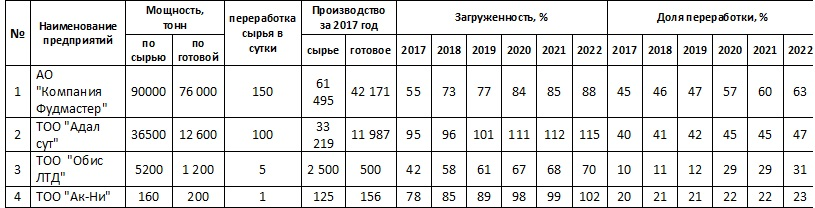 № Наименование предприятий Мощность, тонн переработка сырья в сутки Производство за 2017 год Загруженность, % Доля переработки, %
по сырью по готовой сырье готовое 2017 2018 2019 2020 2021 2022 2017 2018 2019 2020 2021 2022
1 АО "Компания Фудмастер" 90000 76 000 150 61 495 42 171 55 73 77 84 85 88 45 46 47 57 60 63
2 ТОО "Адал сут" 36500 12 600 100 33 219 11 987 95 96 101 111 112 115 40 41 42 45 45 47
3 ТОО "Обис ЛТД" 5200 1 200 5 2 500 500 42 58 61 67 68 70 10 11 12 29 29 31
4 ТОО "Ак-Ни" 160 200 1 125 156 78 85 89 98 99 102 20 21 21 22 22 23